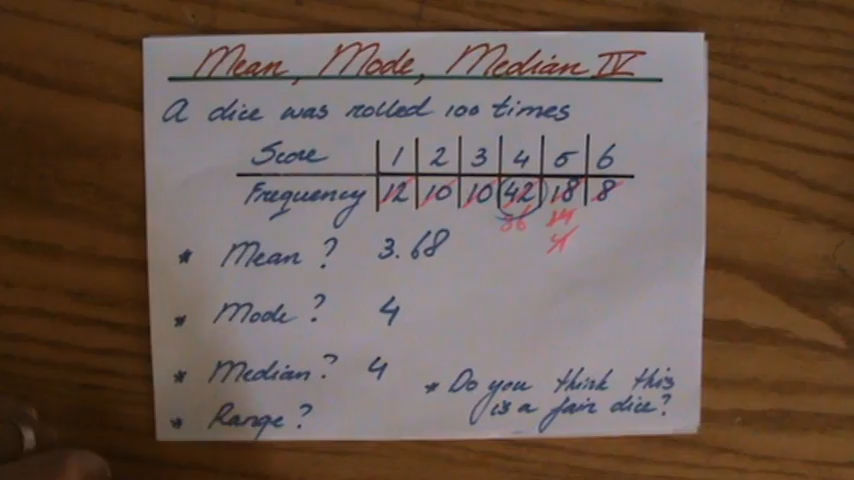 Mean, Mode, Median IV
A dice was rolled 100 times
Score 1 2 3 4 5 6
Frequency 12 10 10 42 18 8
36
* Mean? 3.68
* Mode? 4
* Median? 4
* Range?
* Do you think this
is a fair dice?